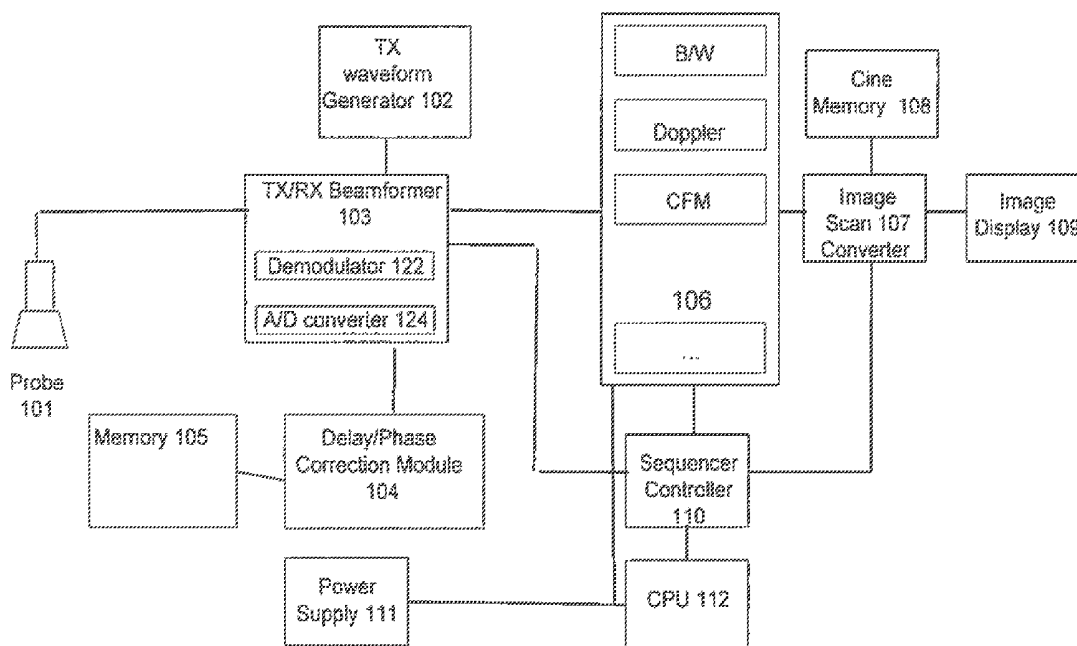 TX
waveform
Generator 102
B/W
Doppler
CFM
106
...
Cine
Memory 108
TX/RX Beamformer
103
Demodulator 122
A/D converter 124
Image
Scan 107
Converter
Image
Display 109
Probe
101
Memory 105
Delay/Phase
Correction Module
104
Sequencer
Controller
110
Power
Supply 111
CPU 112